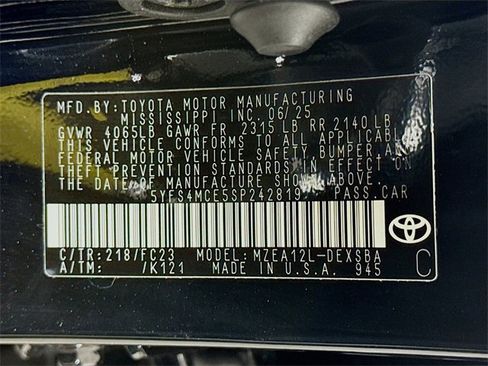 MFD. BY: TOYOTA MOTOR MANUFACTURING
MISSISSIPPI INC 06/25
GVWR 4065LB GAWR FR 2315 LB RR 2140 LB
THIS VEHICLE CONFORMS TO ALL APPLICABLE
FEDERAL MOTOR VEHICLE SAFETY BUMPER AND
THEFT PREVENTION STANDARDS IN EFFECT ON
THE DATE OF MANUFACTURE SHOWN ABOVE
5YFS4MCE5SP242819 PASS.CAR
C/TR:218/FC23 MODEL:MZEA12L-DEXSBA
A/TM: /K121 MADE IN U.S.A. 945
C